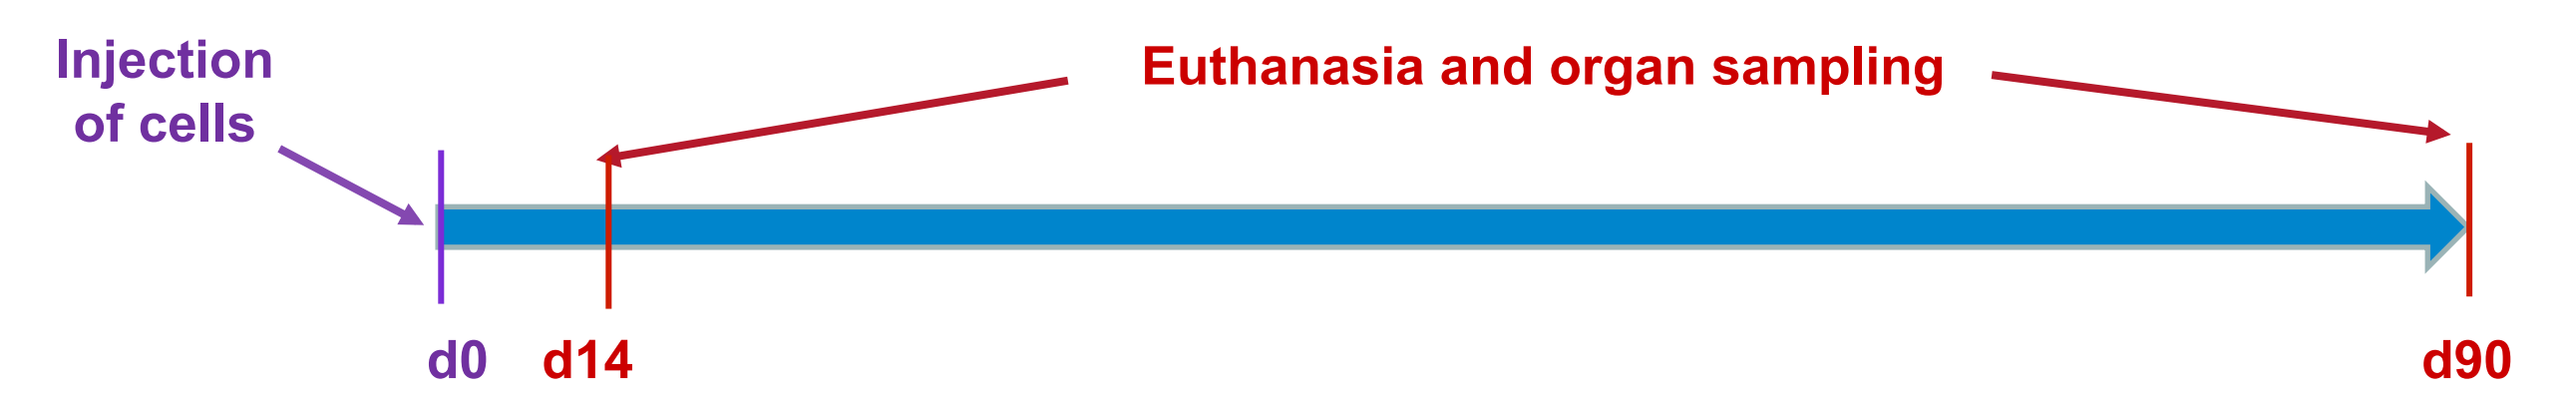 Injection
of cells
Euthanasia and organ sampling
d0
d14
d90